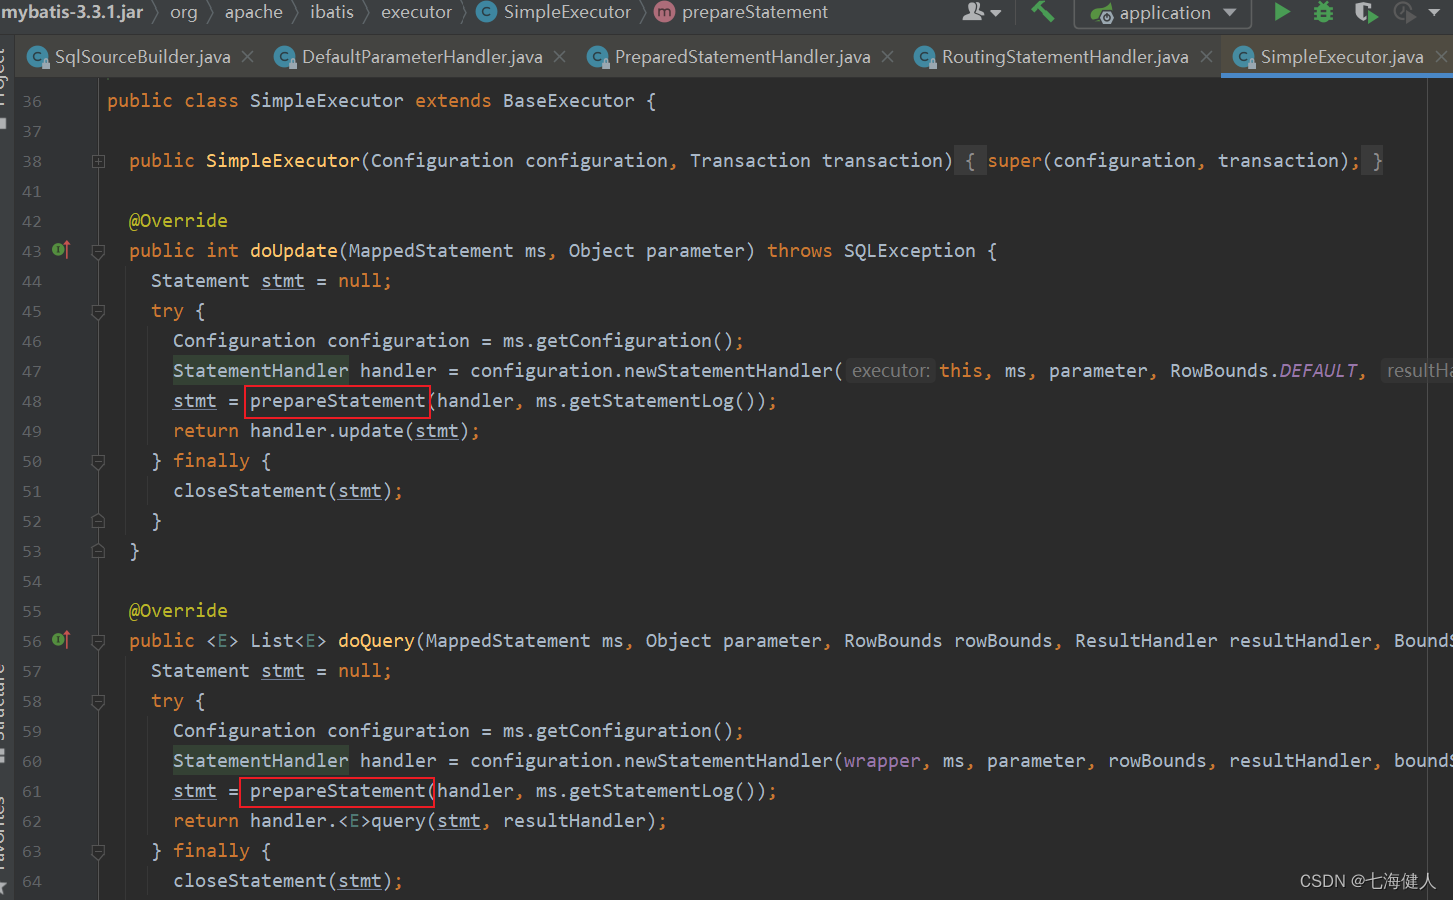 mybatis-3.3.1.jar org apache ibatis executor SimpleExecutor prepareStatement application
SqlSourceBuilder.java DefaultParameterHandler.java PreparedStatementHandler.java RoutingStatementHandler.java SimpleExecutor.java
36 public class SimpleExecutor extends BaseExecutor {
37
38 public SimpleExecutor(Configuration configuration, Transaction transaction) { super(configuration, transaction); }
41
42 @Override
43 public int doUpdate(MappedStatement ms, Object parameter) throws SQLException {
44 Statement stmt = null;
45 try {
46 Configuration configuration = ms.getConfiguration();
47 StatementHandler handler = configuration.newStatementHandler( executor: this, ms, parameter, RowBounds.DEFAULT, resultHa
48 stmt = prepareStatement(handler, ms.getStatementLog());
49 return handler.update(stmt);
50 } finally {
51 closeStatement(stmt);
52 }
53 }
54
55 @Override
56 public <E> List<E> doQuery(MappedStatement ms, Object parameter, RowBounds rowBounds, ResultHandler resultHandler, BoundS
57 Statement stmt = null;
58 try {
59 Configuration configuration = ms.getConfiguration();
60 StatementHandler handler = configuration.newStatementHandler(wrapper, ms, parameter, rowBounds, resultHandler, boundS
61 stmt = prepareStatement(handler, ms.getStatementLog());
62 return handler.<E>query(stmt, resultHandler);
63 } finally {
64 closeStatement(stmt);
CSDN @七海健人